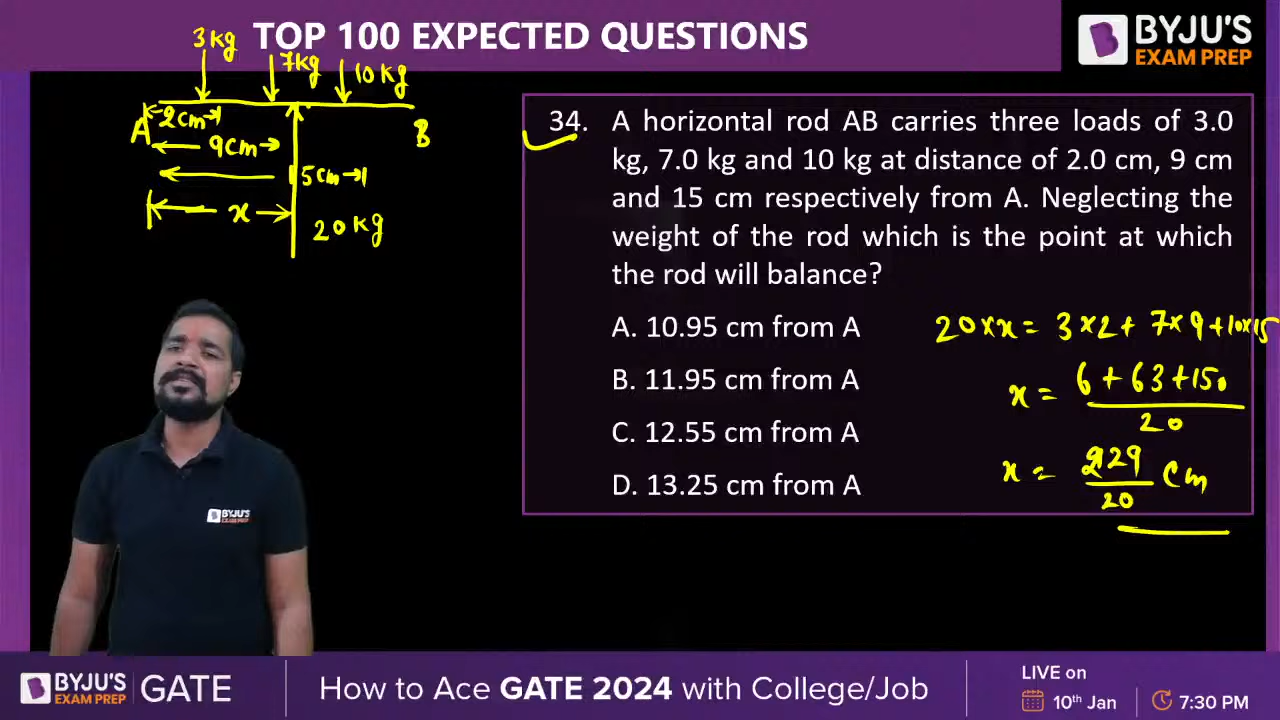 TOP 100 EXPECTED QUESTIONS
BYJU'S
EXAM PREP
3kg
7kg
10kg
A
2cm
B
9cm
5cm
x
20kg
34. A horizontal rod AB carries three loads of 3.0
kg, 7.0 kg and 10 kg at distance of 2.0 cm, 9 cm
and 15 cm respectively from A. Neglecting the
weight of the rod which is the point at which
the rod will balance?
A. 10.95 cm from A
B. 11.95 cm from A
C. 12.55 cm from A
D. 13.25 cm from A
20×x = 3×2+ 7×9+10×15
x = 6+63+150
20
x = 229
20 cm
BYJU'S
EXAM PREP
BYJU'S
EXAM PREP
GATE
How to Ace GATE 2024 with College/Job
LIVE on
10th Jan
7:30 PM